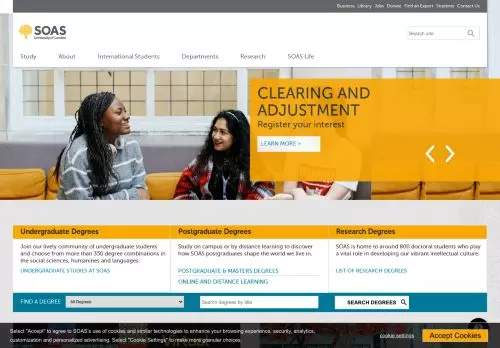 Business Library Jobs Donate Find an Expert Students Contact Us
SOAS
University of London
Search site
Study About International Students Departments Research SOAS Life
CLEARING AND
ADJUSTMENT
Register your interest
LEARN MORE >
Undergraduate Degrees
Join our lively community of undergraduate students
and choose from more than 350 degree combinations in
the social sciences, humanities and languages.
UNDERGRADUATE STUDIES AT SOAS
Postgraduate Degrees
Study on campus or by distance learning to discover
how SOAS postgraduates shape the world we live in.
POSTGRADUATE & MASTERS DEGREES
ONLINE AND DISTANCE LEARNING
Research Degrees
SOAS is home to around 800 doctoral students who play
a vital role in developing our vibrant intellectual culture.
LIST OF RESEARCH DEGREES
FIND A DEGREE All Degrees Search degrees by title SEARCH DEGREES
Select "Accept" to agree to SOAS's use of cookies and similar technologies to enhance your browsing experience, security, analytics,
customization and personalized advertising. Select "Cookie Settings" to make more granular choices.
cookie settings
Accept Cookies